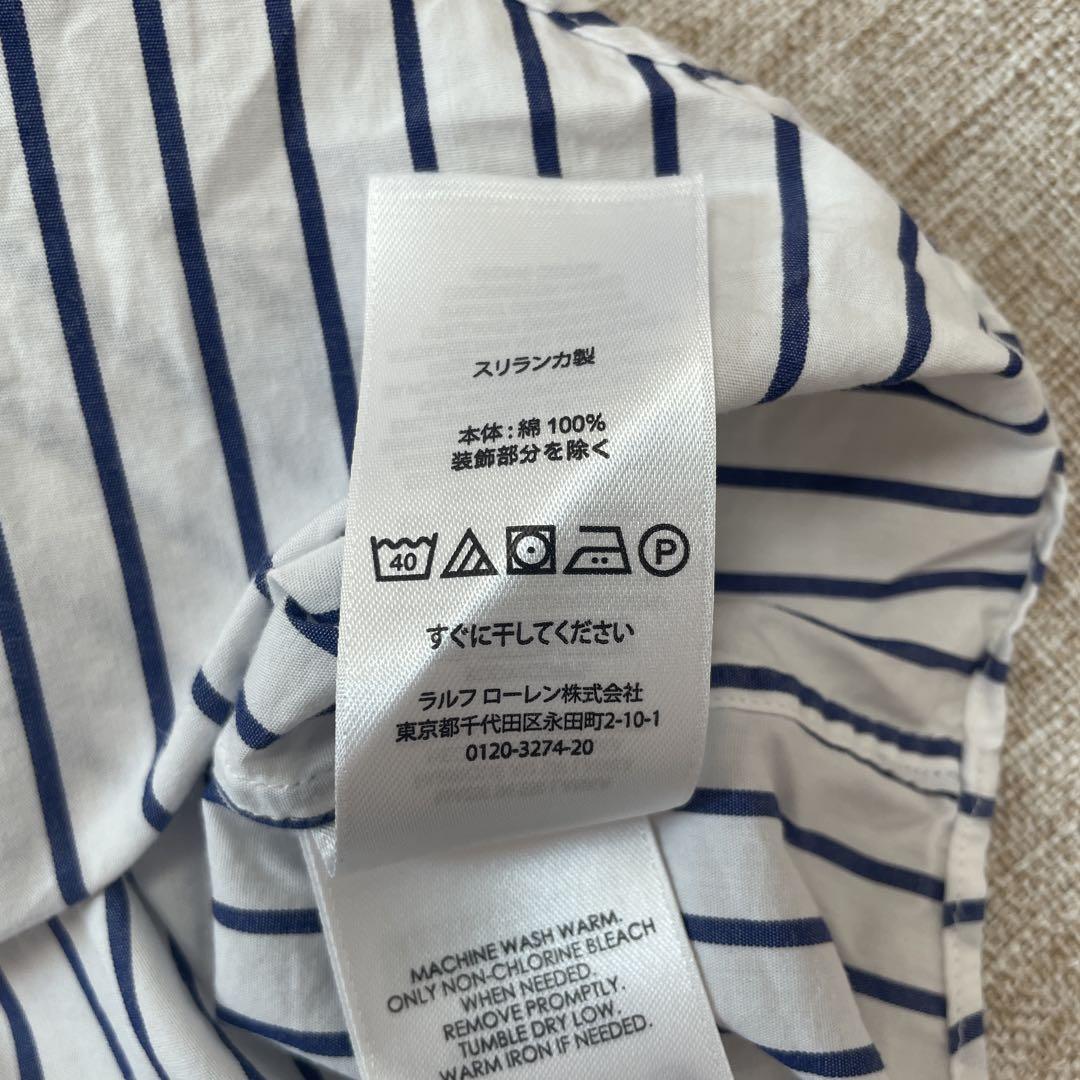 スリランカ製
本体:綿 100%
装飾部分を除く
40
P
すぐに干してください
ラルフ ローレン株式会社
東京都千代田区永田町2-10-1
0120-3274-20
MACHINE WASH WARM.
ONLY NON-CHLORINE BLEACH
WHEN NEEDED.
REMOVE PROMPTLY.
TUMBLE DRY LOW.
WARM IRON IF NEEDED.